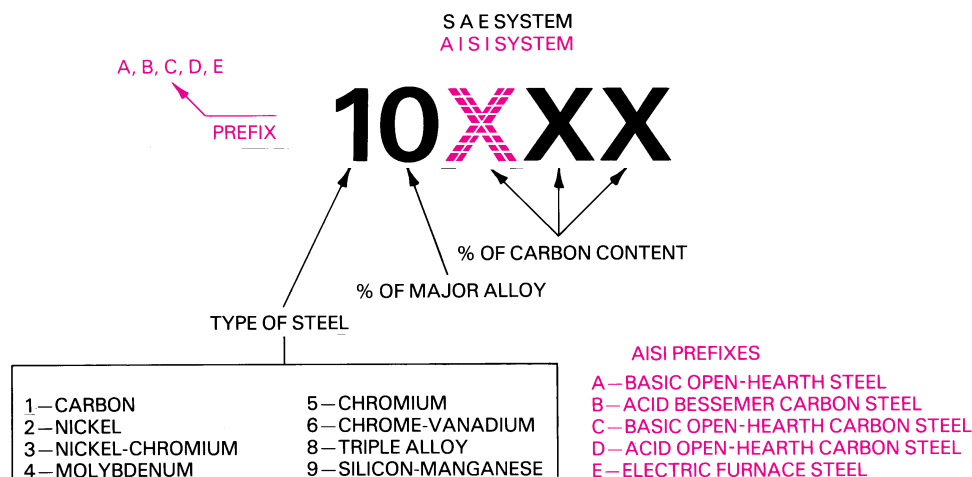 SAE SYSTEM
AISI SYSTEM
A, B, C, D, E
PREFIX
10XXX
% OF CARBON CONTENT
% OF MAJOR ALLOY
TYPE OF STEEL
1—CARBON
2—NICKEL
3—NICKEL-CHROMIUM
4—MOLYBDENUM
5—CHROMIUM
6—CHROME-VANADIUM
8—TRIPLE ALLOY
9—SILICON-MANGANESE
AISI PREFIXES
A—BASIC OPEN-HEARTH STEEL
B—ACID BESSEMER CARBON STEEL
C—BASIC OPEN-HEARTH CARBON STEEL
D—ACID OPEN-HEARTH CARBON STEEL
E—ELECTRIC FURNACE STEEL